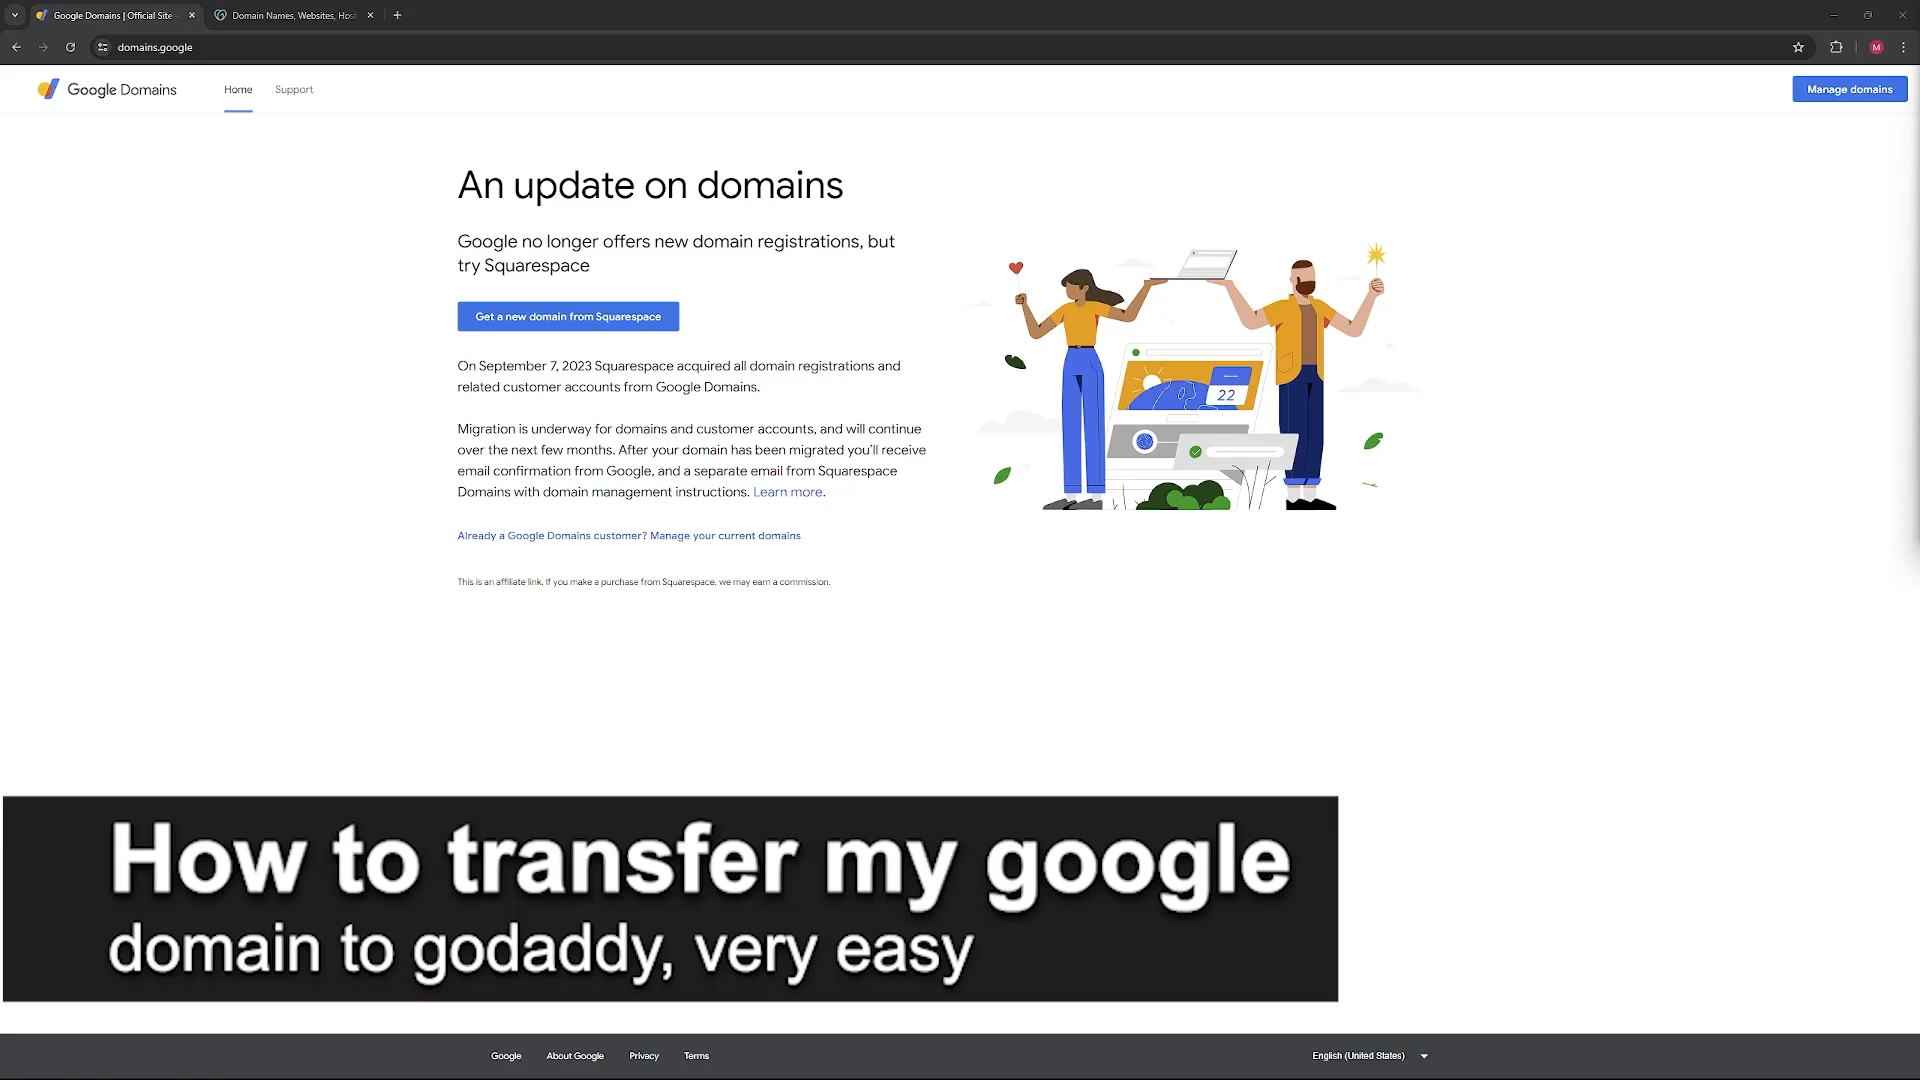 Google Domains | Official Site
Domain Names, Websites, Host
domains.google
M
Google Domains
Home
Support
Manage domains
An update on domains
Google no longer offers new domain registrations, but
try Squarespace
Get a new domain from Squarespace
On September 7, 2023 Squarespace acquired all domain registrations and
related customer accounts from Google Domains.
Migration is underway for domains and customer accounts, and will continue
over the next few months. After your domain has been migrated you'll receive
email confirmation from Google, and a separate email from Squarespace
Domains with domain management instructions. Learn more.
Already a Google Domains customer? Manage your current domains
This is an affiliate link. If you make a purchase from Squarespace, we may earn a commission.
22
How to transfer my google
domain to godaddy, very easy
Google
About Google
Privacy
Terms
English (United States)